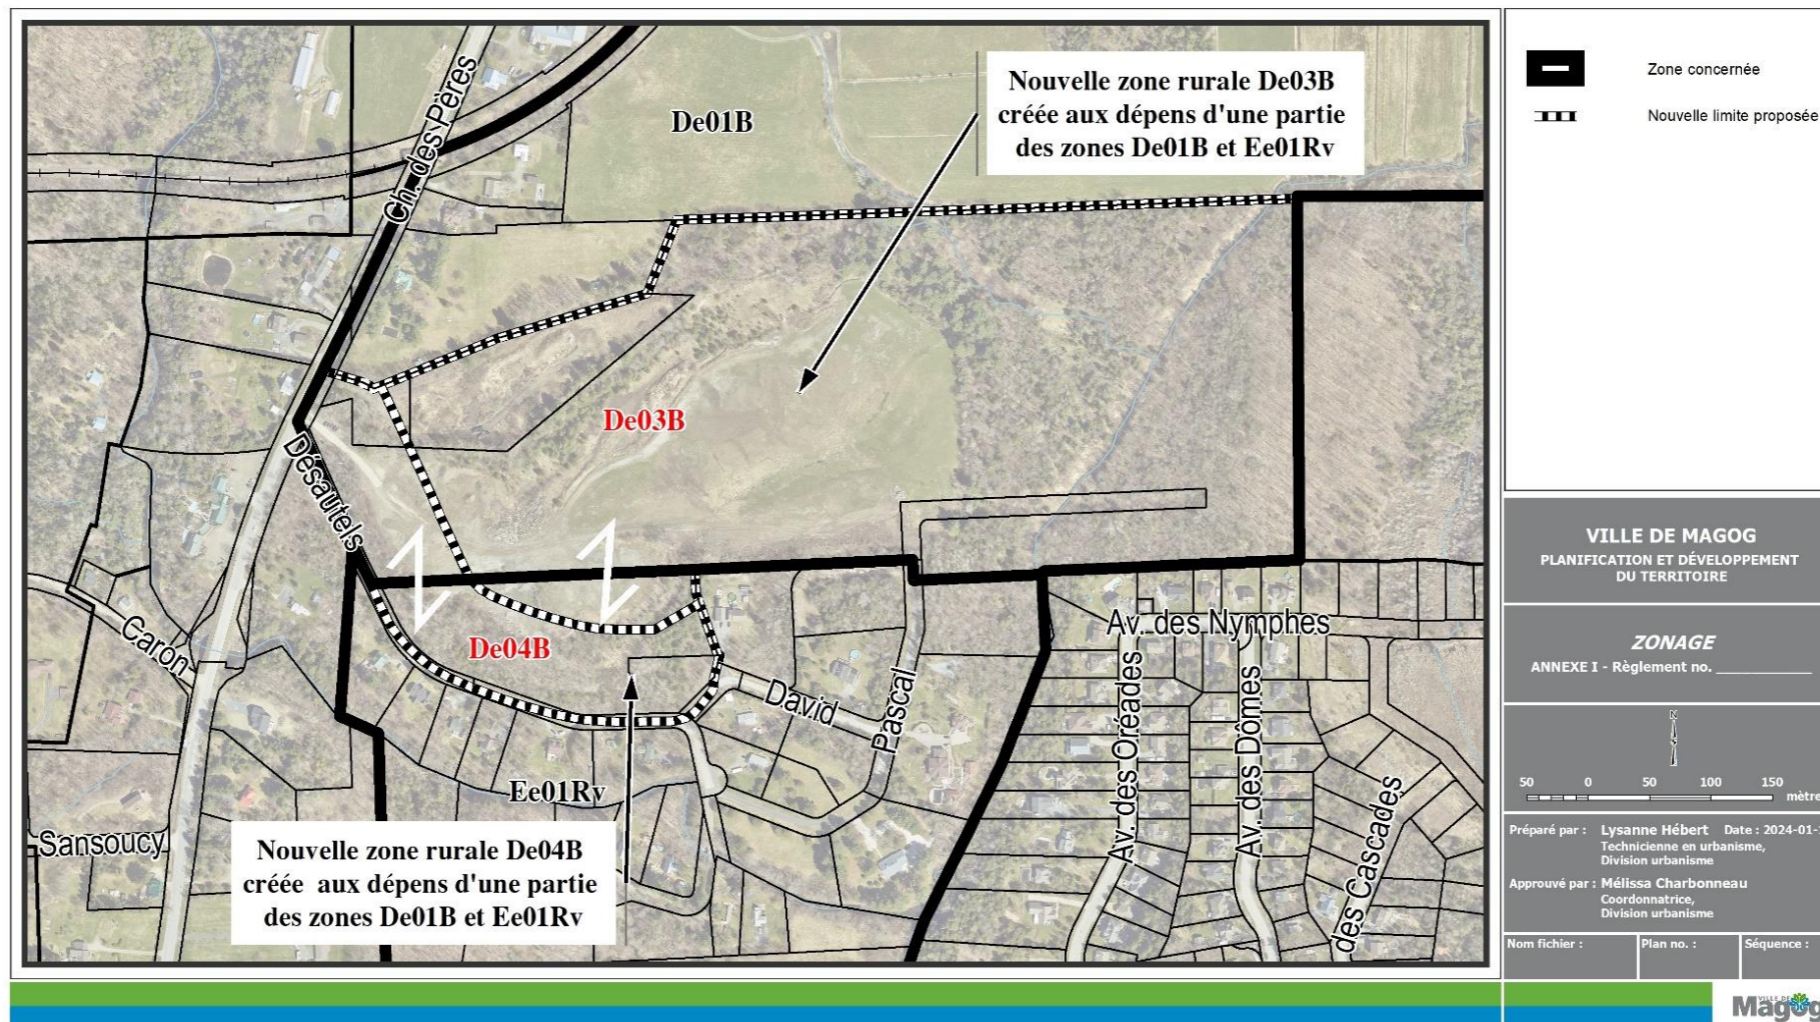 De01B
Nouvelle zone rurale De03B
créée aux dépens d'une partie
des zones De01B et Ee01Rv
Ch. des Pères
De03B
Désautels
De04B
Caron
Av. des Nymphes
David
Pascal
Av. des Oréades
Av. des Dômes
des Cascades
Ee01Rv
Sansoucy
Nouvelle zone rurale De04B
créée aux dépens d'une partie
des zones De01B et Ee01Rv
Zone concernée
Nouvelle limite proposée
VILLE DE MAGOG
PLANIFICATION ET DÉVELOPPEMENT
DU TERRITOIRE
ZONAGE
ANNEXE I - Règlement no. ____________
N
50 0 50 100 150
mètre
Préparé par : Lysanne Hébert Date : 2024-01-
Technicienne en urbanisme,
Division urbanisme
Approuvé par : Mélissa Charbonneau
Coordonnatrice,
Division urbanisme
Nom fichier : Plan no. : Séquence :
VILLE DE
Magog